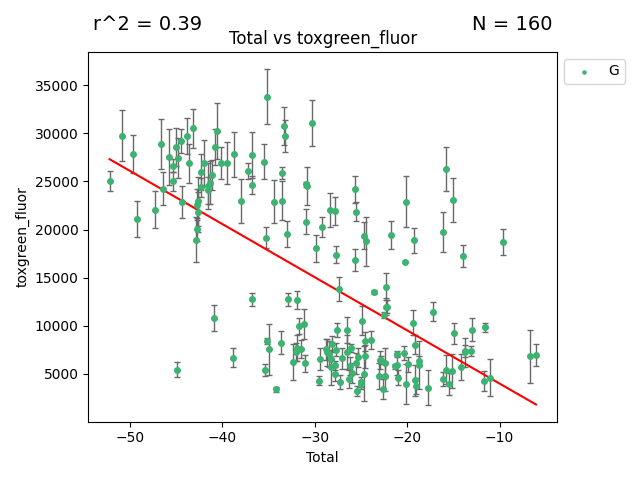 r^2 = 0.39 N = 160
Total vs toxgreen_fluor
G
35000
30000
25000
20000
15000
10000
5000
toxgreen_fluor
−50 −40 −30 −20 −10
Total